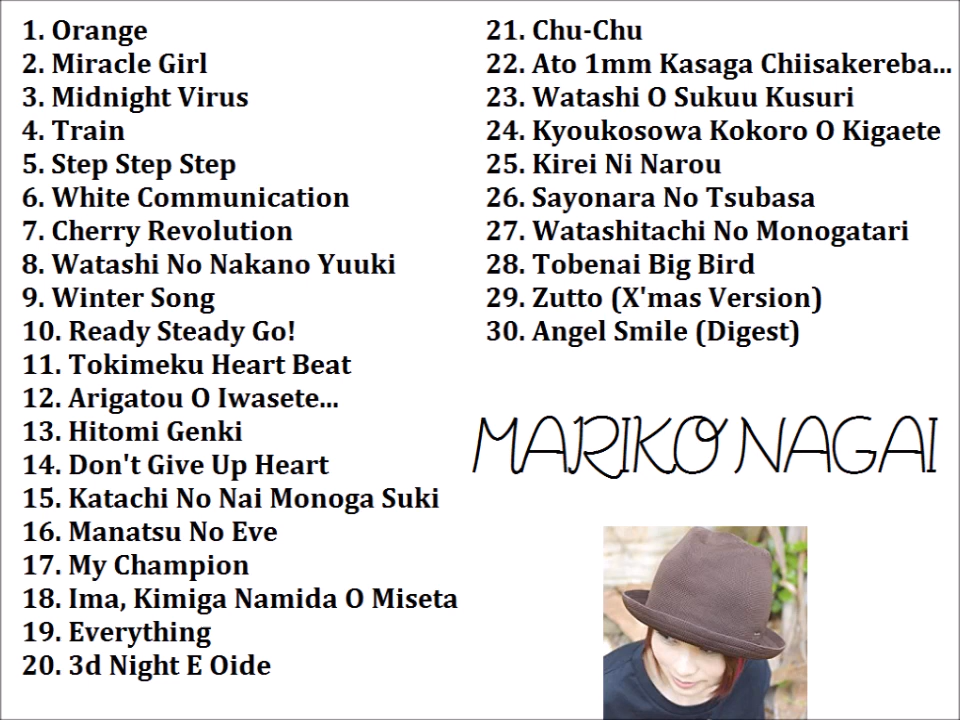 1. Orange
2. Miracle Girl
3. Midnight Virus
4. Train
5. Step Step Step
6. White Communication
7. Cherry Revolution
8. Watashi No Nakano Yuuki
9. Winter Song
10. Ready Steady Go!
11. Tokimeku Heart Beat
12. Arigatou O Iwasete...
13. Hitomi Genki
14. Don't Give Up Heart
15. Katachi No Nai Monoga Suki
16. Manatsu No Eve
17. My Champion
18. Ima, Kimiga Namida O Miseta
19. Everything
20. 3d Night E Oide
21. Chu-Chu
22. Ato 1mm Kasaga Chiisakereba...
23. Watashi O Sukuu Kusuri
24. Kyoukosowa Kokoro O Kigaete
25. Kirei Ni Narou
26. Sayonara No Tsubasa
27. Watashitachi No Monogatari
28. Tobenai Big Bird
29. Zutto (X'mas Version)
30. Angel Smile (Digest)
MARIKO NAGAI